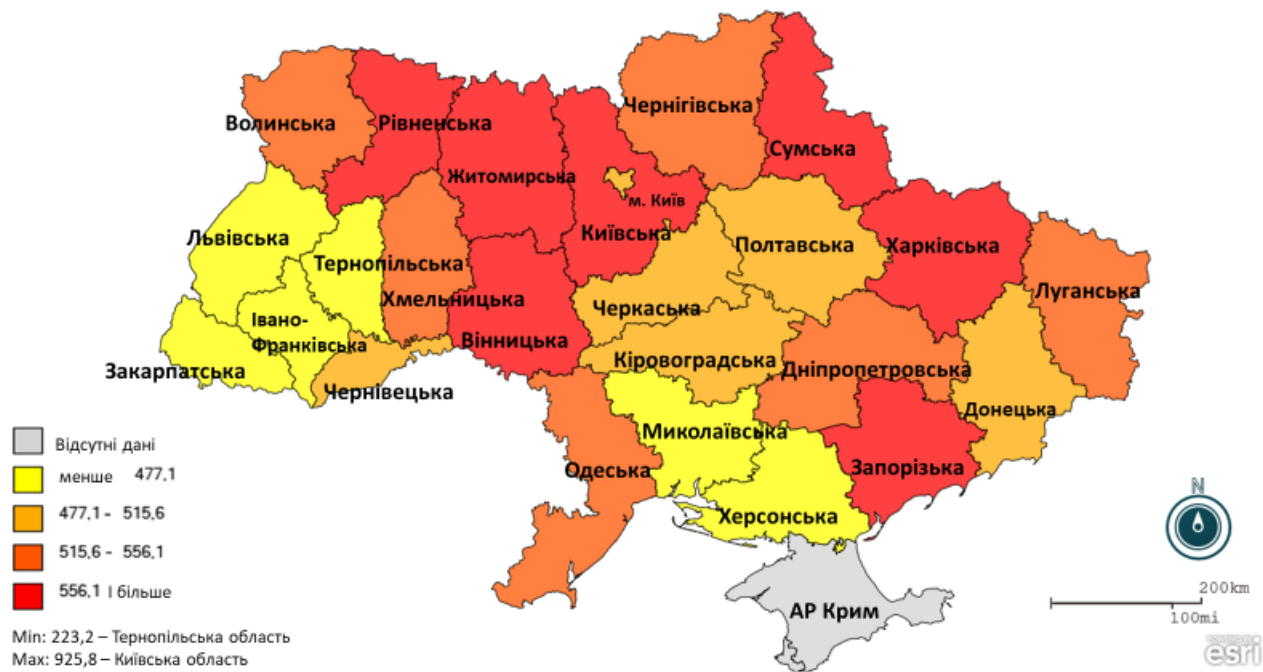 Чернігівська
Волинська
Рівненська
Сумська
Житомирська
м. Київ
Київська
Львівська
Полтавська
Харківська
Тернопільська
Хмельницька
Луганська
Черкаська
Івано-
Франківська
Вінницька
Кіровоградська
Закарпатська
Дніпропетровська
Чернівецька
Донецька
Миколаївська
Одеська
Запорізька
Херсонська
АР Крим
Відсутні дані
менше 477,1
477,1 - 515,6
515,6 - 556,1
556,1 І більше
Min: 223,2 – Тернопільська область
Max: 925,8 – Київська область
N
200km
100mi
esri